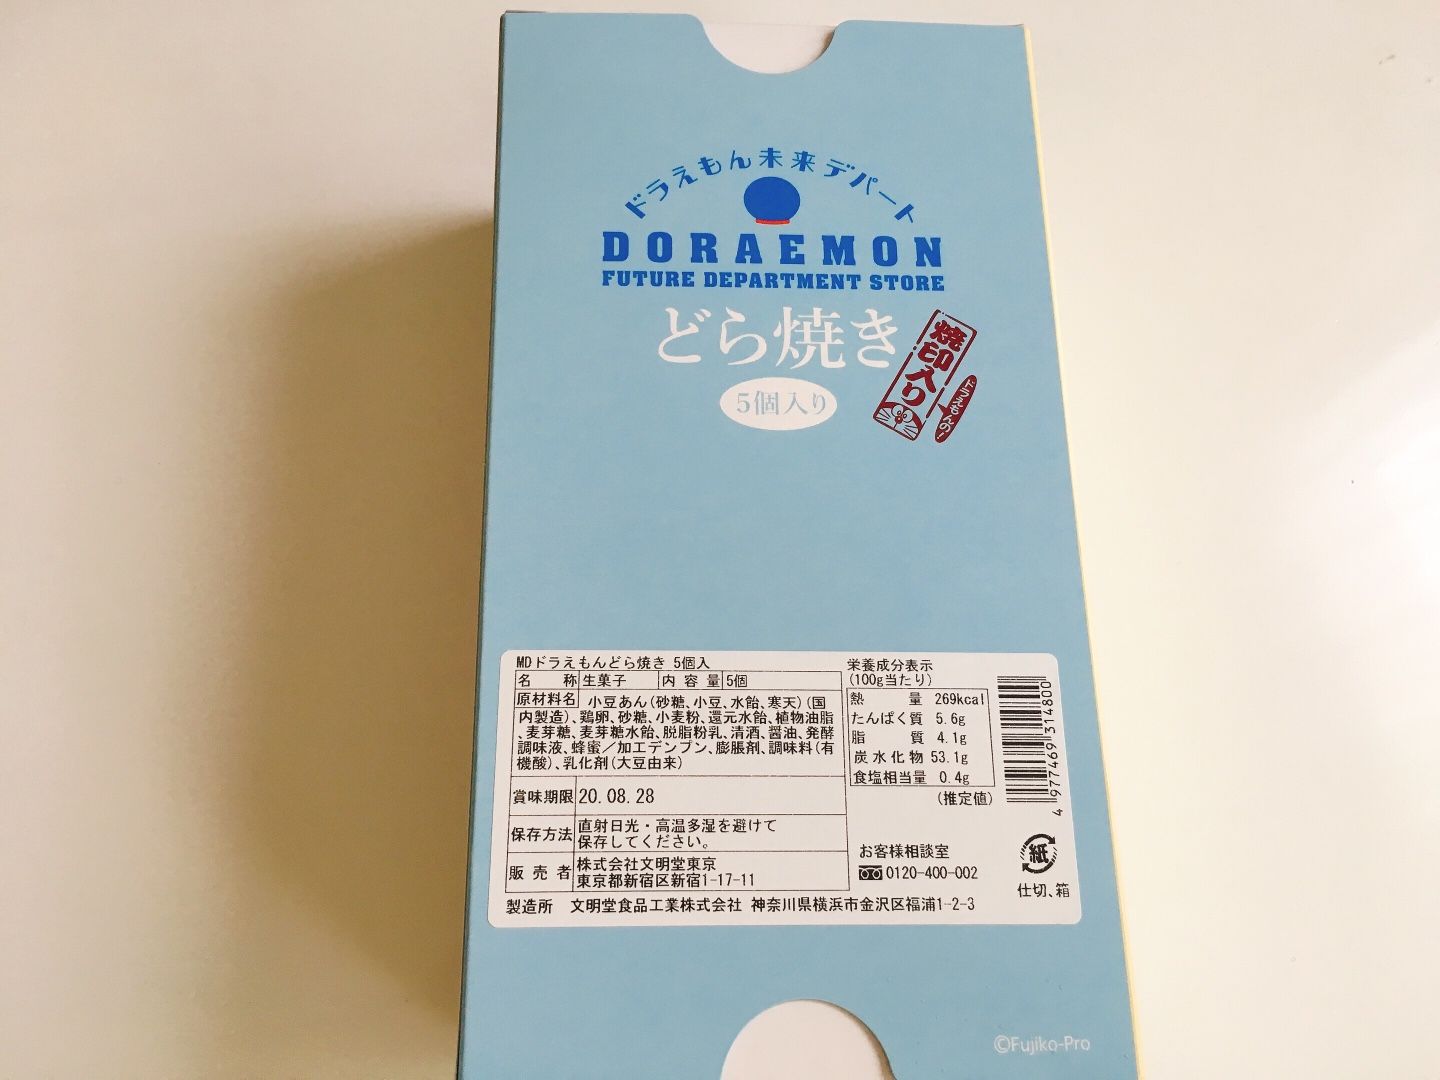 ドラえもん未来デパート
DORAEMON
FUTURE DEPARTMENT STORE
どら焼き
5個入り
焼印入り
ドラえもんの!
MDドラえもんどら焼き 5個入
名 称 生菓子 内容量 5個
原材料名 小豆あん(砂糖、小豆、水飴、寒天)(国
内製造)、鶏卵、砂糖、小麦粉、還元水飴、植物油脂
、麦芽糖、麦芽糖水飴、脱脂粉乳、清酒、醤油、発酵
調味液、蜂蜜/加工デンプン、膨脹剤、調味料(有
機酸)、乳化剤(大豆由来)
賞味期限 20.08.28
保存方法 直射日光・高温多湿を避けて
保存してください。
販売者 株式会社文明堂東京
東京都新宿区新宿1-17-11
製造所 文明堂食品工業株式会社 神奈川県横浜市金沢区福浦1-2-3
栄養成分表示
(100g当たり)
熱 量 269kcal
たんぱく質 5.6g
脂 質 4.1g
炭水化物 53.1g
食塩相当量 0.4g
(推定値)
お客様相談室
0120-400-002
4 977469 314800
紙
仕切、箱
©Fujiko-Pro